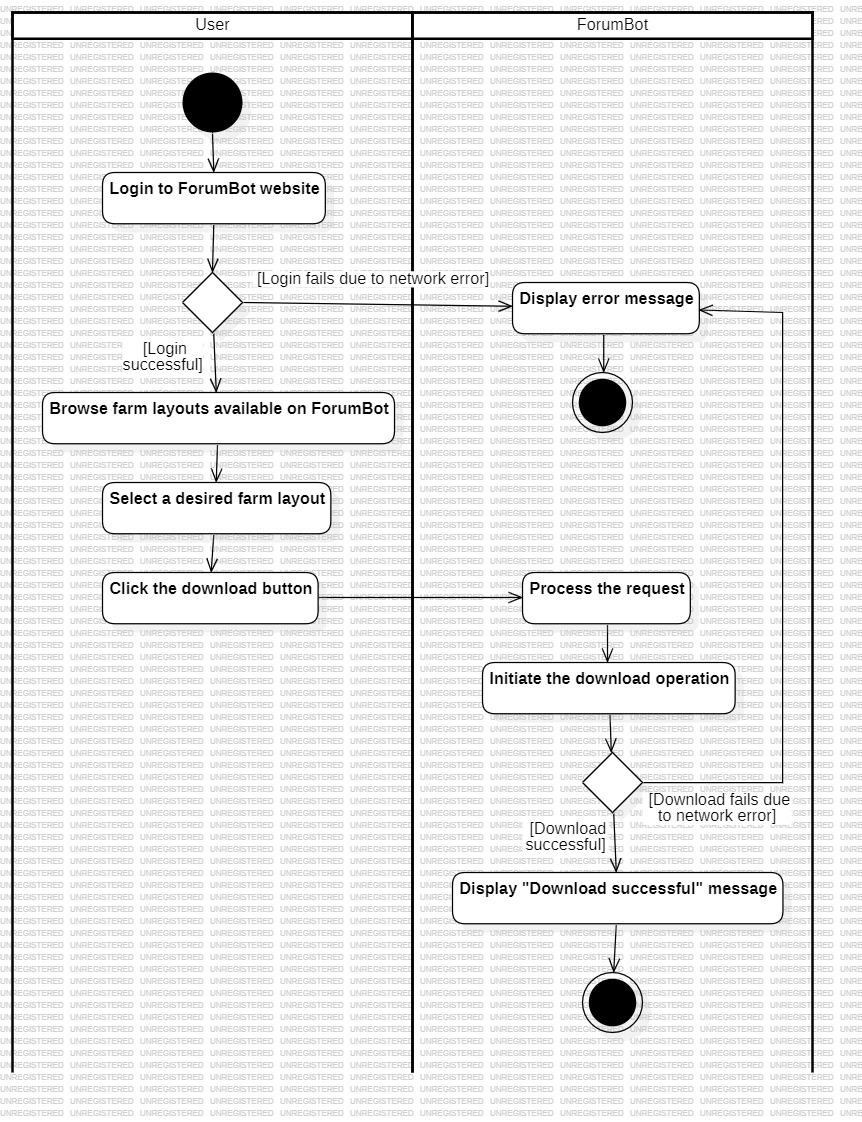 User
ForumBot
Login to ForumBot website
[Login fails due to network error]
Display error message
[Login
successful]
Browse farm layouts available on ForumBot
Select a desired farm layout
Click the download button
Process the request
Initiate the download operation
[Download fails due
to network error]
[Download
successful]
Display "Download successful" message
UNREGISTERED